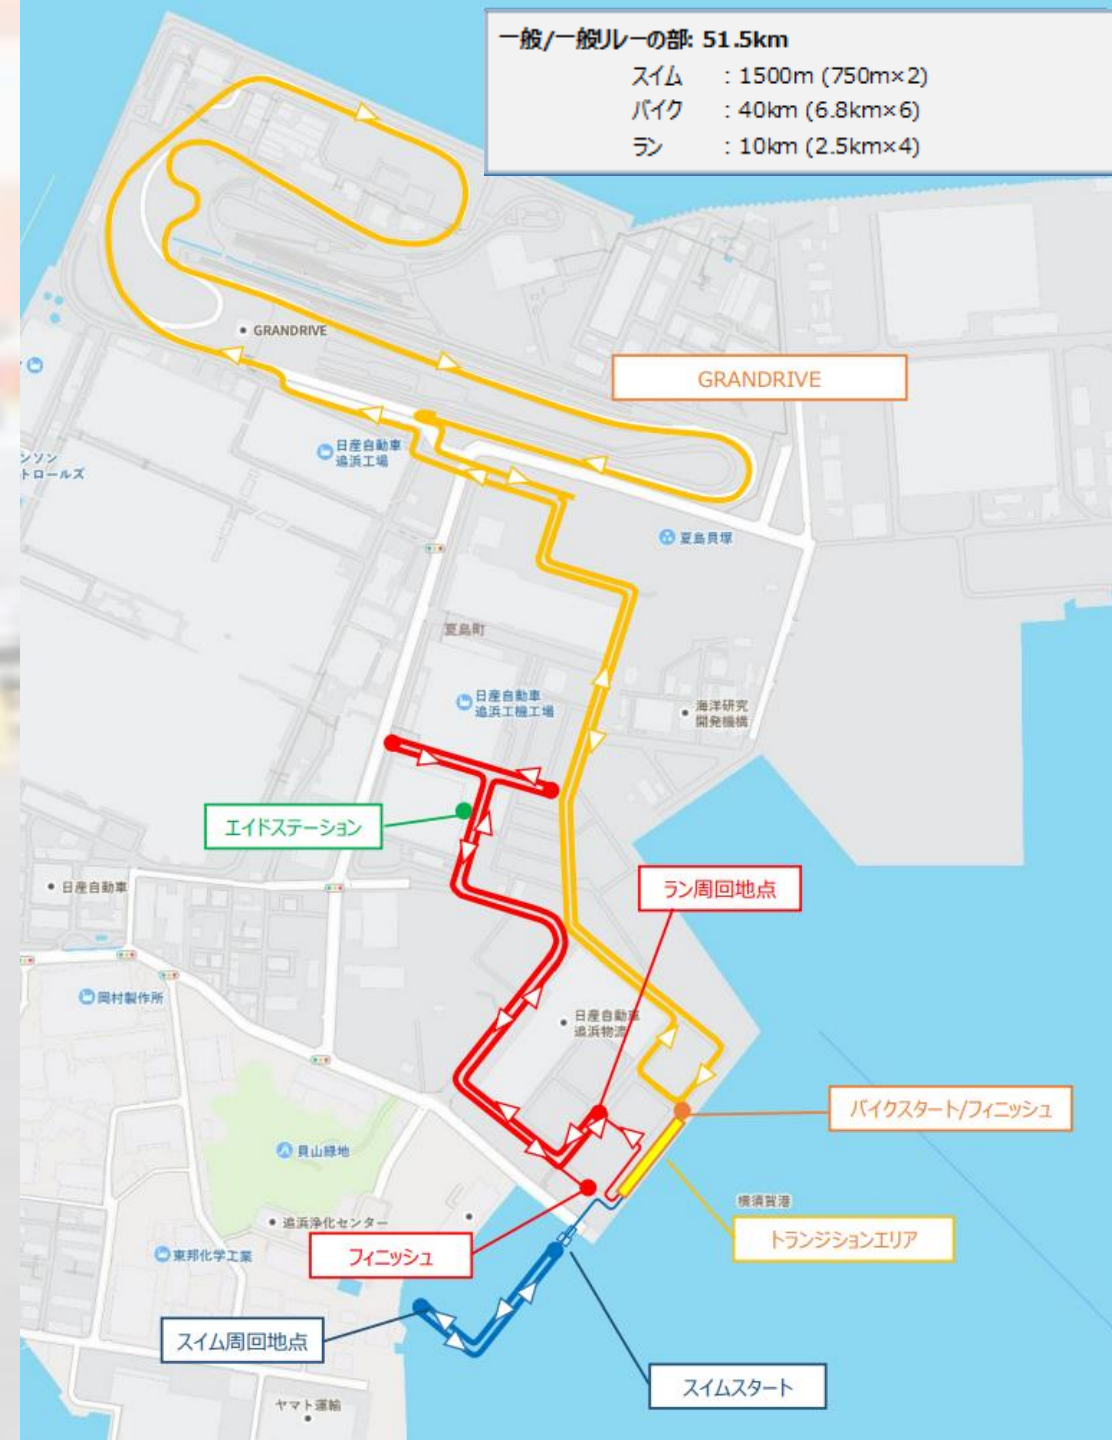 一般/一般リレーの部: 51.5km
スイム : 1500m (750m×2)
バイク : 40km (6.8km×6)
ラン : 10km (2.5km×4)
GRANDRIVE
GRANDRIVE
日産自動車
追浜工場
ンソン
トロールズ
夏島貝塚
夏島町
日産自動車
追浜工機工場
海洋研究
開発機構
エイドステーション
ラン周回地点
日産自動車
岡村製作所
日産自動車
追浜物流
バイクスタート/フィニッシュ
貝山緑地
横須賀港
追浜浄化センター
トランジションエリア
東邦化学工業
フィニッシュ
スイム周回地点
スイムスタート
ヤマト運輸